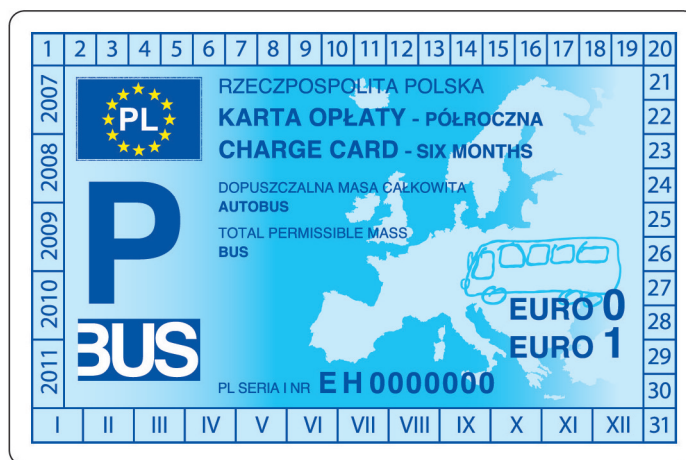 1 2 3 4 5 6 7 8 9 10 11 12 13 14 15 16 17 18 19 20
21
22
23
24
25
26
27
28
29
30
31
2007
2008
2009
2010
2011
PL
RZECZPOSPOLITA POLSKA
KARTA OPŁATY - PÓŁROCZNA
CHARGE CARD - SIX MONTHS
DOPUSZCZALNA MASA CAŁKOWITA
AUTOBUS
TOTAL PERMISSIBLE MASS
BUS
P
BUS
EURO 0
EURO 1
PL SERIA I NR EH0000000
I II III IV V VI VII VIII IX X XI XII